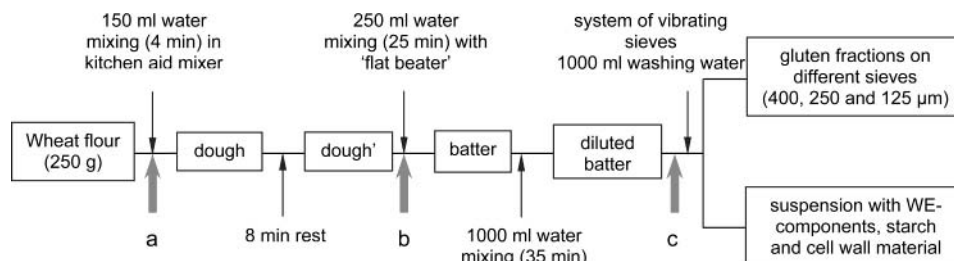 150 ml water
mixing (4 min) in
kitchen aid mixer
250 ml water
mixing (25 min) with
‘flat beater’
system of vibrating
sieves
1000 ml washing water
gluten fractions on
different sieves
(400, 250 and 125 μm)
Wheat flour
(250 g)
dough
dough’
batter
diluted
batter
a
8 min rest
b
1000 ml water
mixing (35 min)
c
suspension with WE-
components, starch
and cell wall material